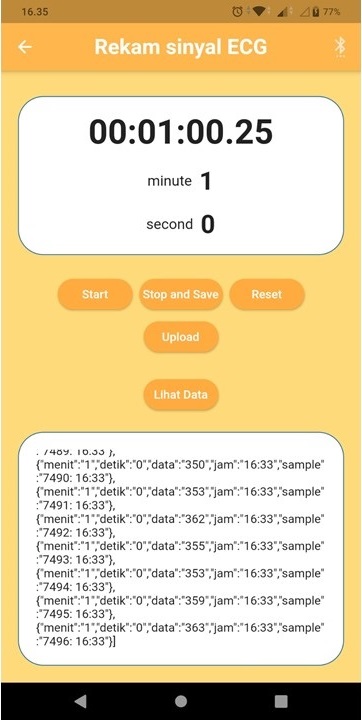 16.35
77%
Rekam sinyal ECG
00:01:00.25
minute 1
second 0
Start
Stop and Save
Reset
Upload
Lihat Data
:"7489: 16:33"},
{"menit":"1","detik":"0","data":"350","jam":"16:33","sample"
:"7490: 16:33"},
{"menit":"1","detik":"0","data":"353","jam":"16:33","sample"
:"7491: 16:33"},
{"menit":"1","detik":"0","data":"362","jam":"16:33","sample"
:"7492: 16:33"},
{"menit":"1","detik":"0","data":"355","jam":"16:33","sample"
:"7493: 16:33"},
{"menit":"1","detik":"0","data":"353","jam":"16:33","sample"
:"7494: 16:33"},
{"menit":"1","detik":"0","data":"359","jam":"16:33","sample"
:"7495: 16:33"},
{"menit":"1","detik":"0","data":"363","jam":"16:33","sample"
:"7496: 16:33"}]